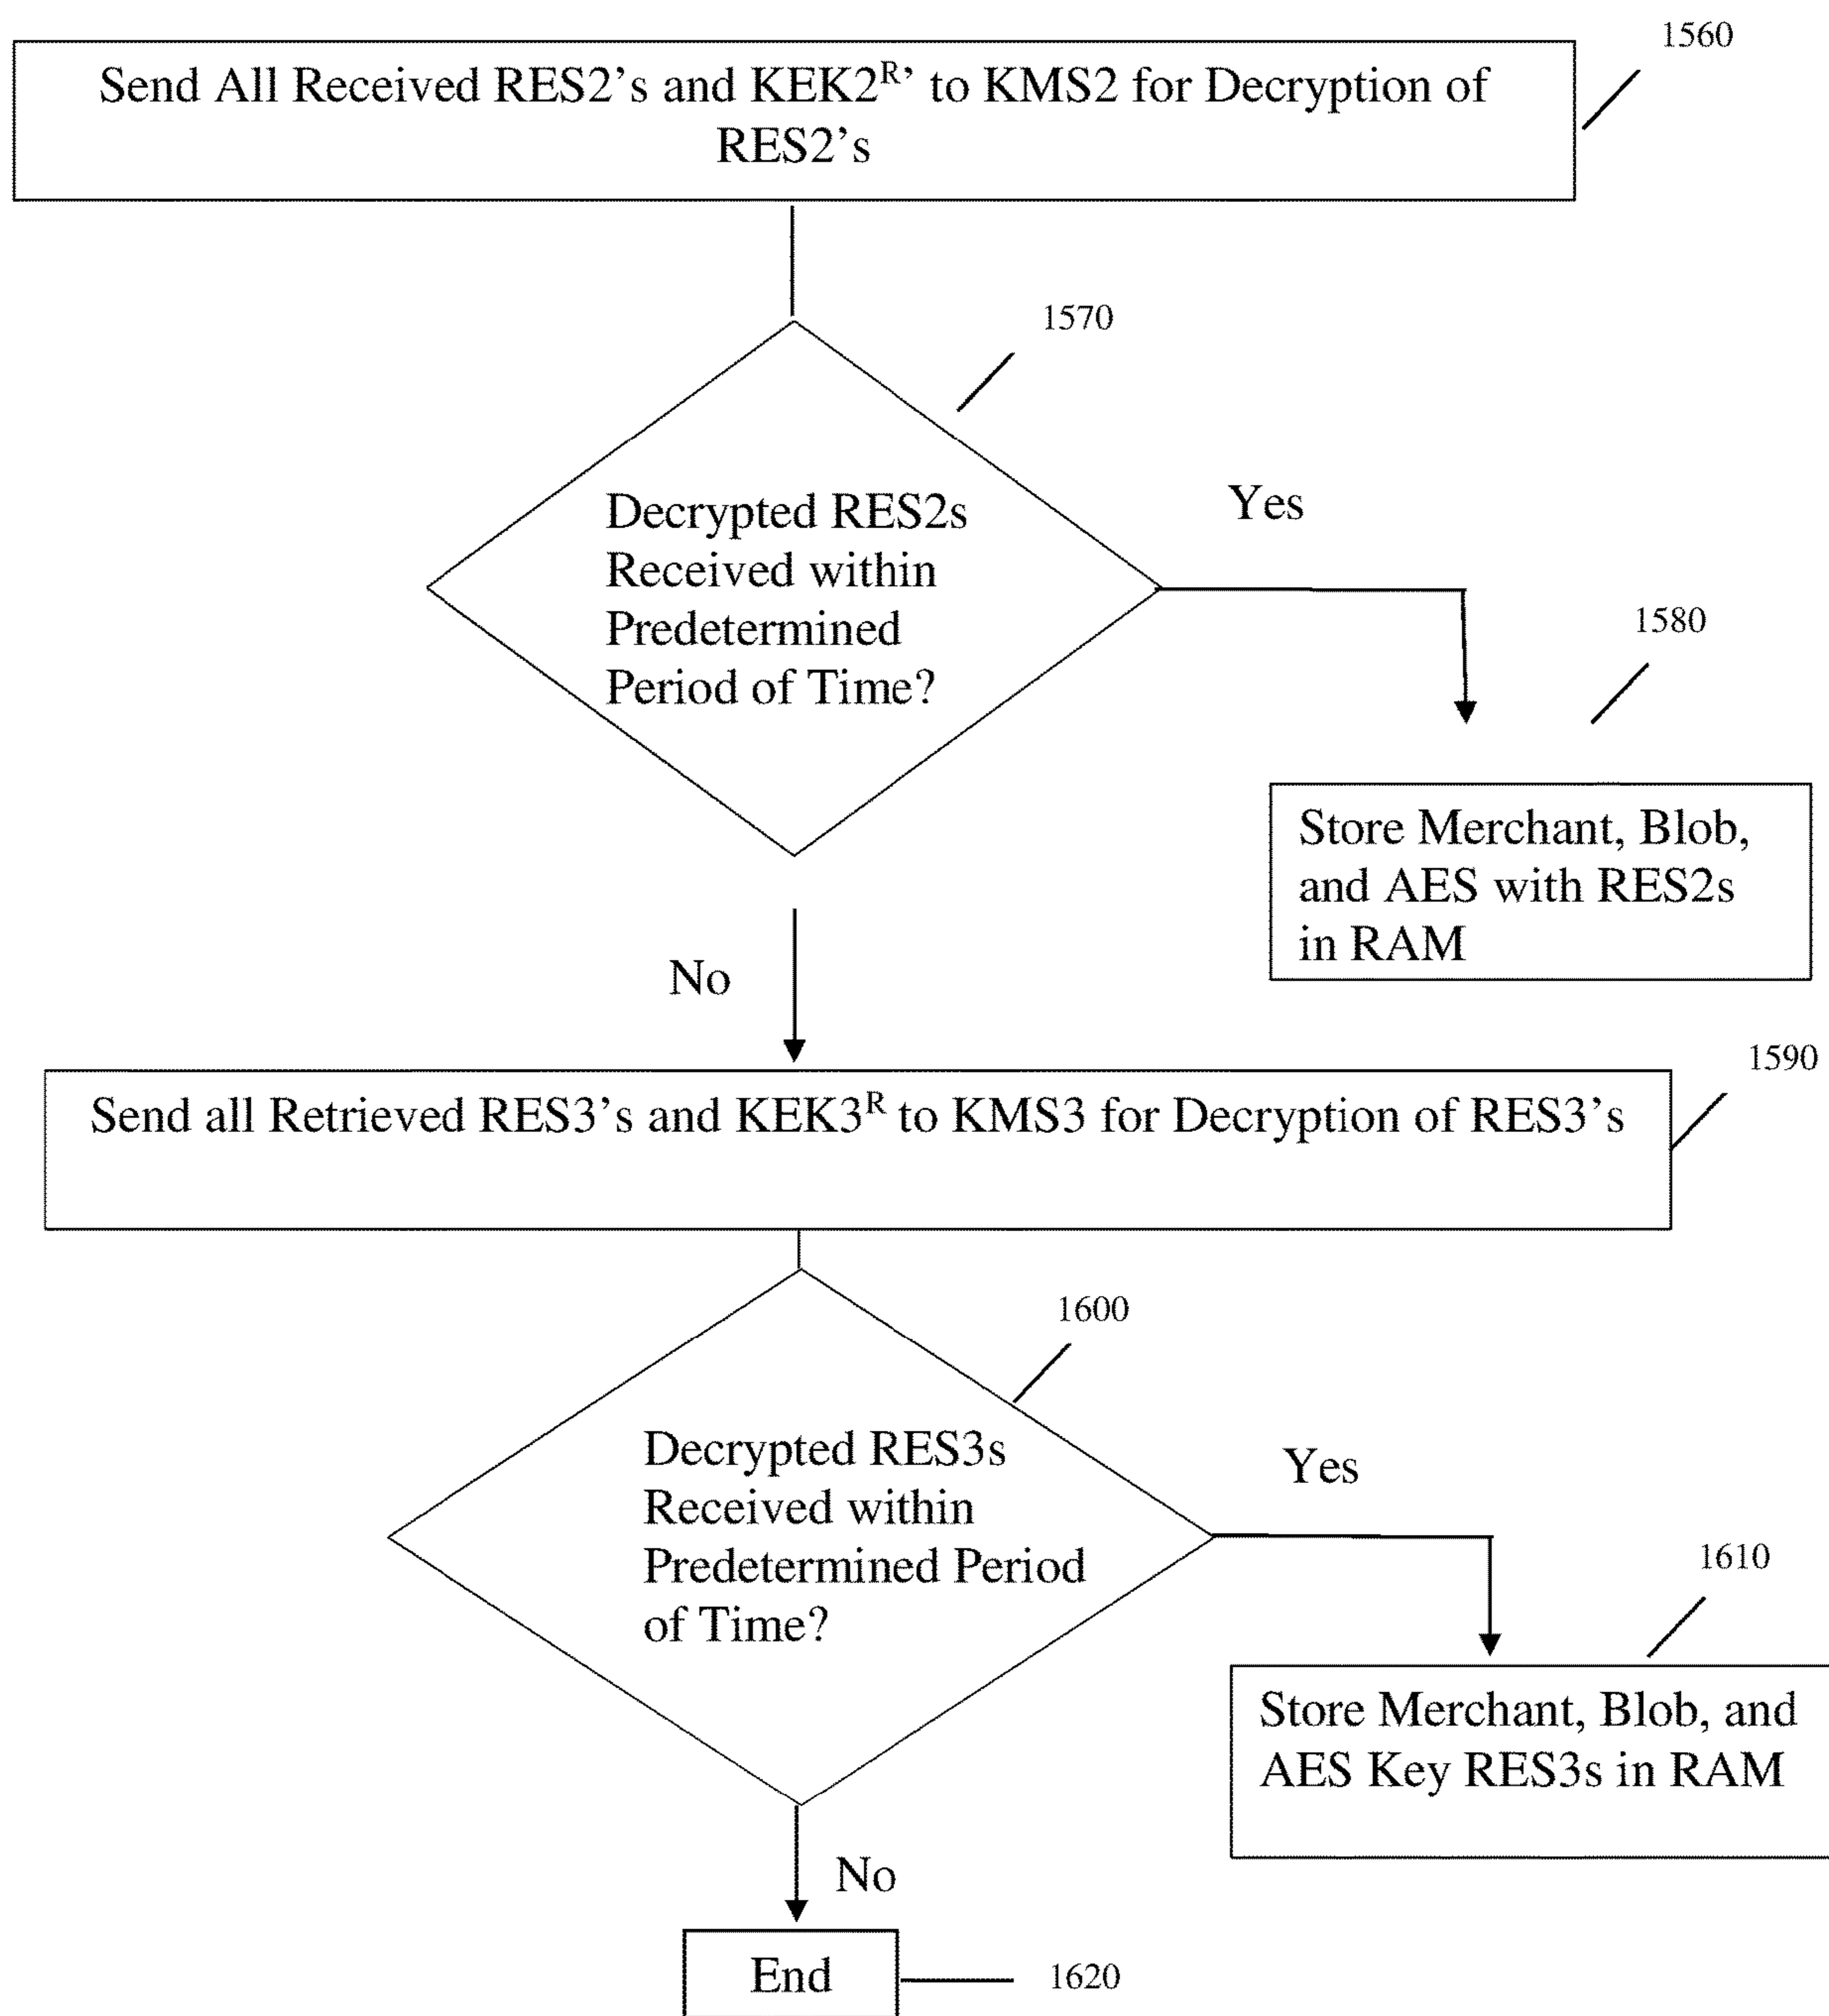 1560
Send All Received RES2's and KEK2ᴿ’ to KMS2 for Decryption of
RES2's
1570
Decrypted RES2s
Received within
Predetermined
Period of Time?
Yes
1580
Store Merchant, Blob,
and AES with RES2s
in RAM
No
1590
Send all Retrieved RES3's and KEK3ᴿ to KMS3 for Decryption of RES3's
1600
Decrypted RES3s
Received within
Predetermined Period
of Time?
Yes
1610
Store Merchant, Blob, and
AES Key RES3s in RAM
No
End
1620